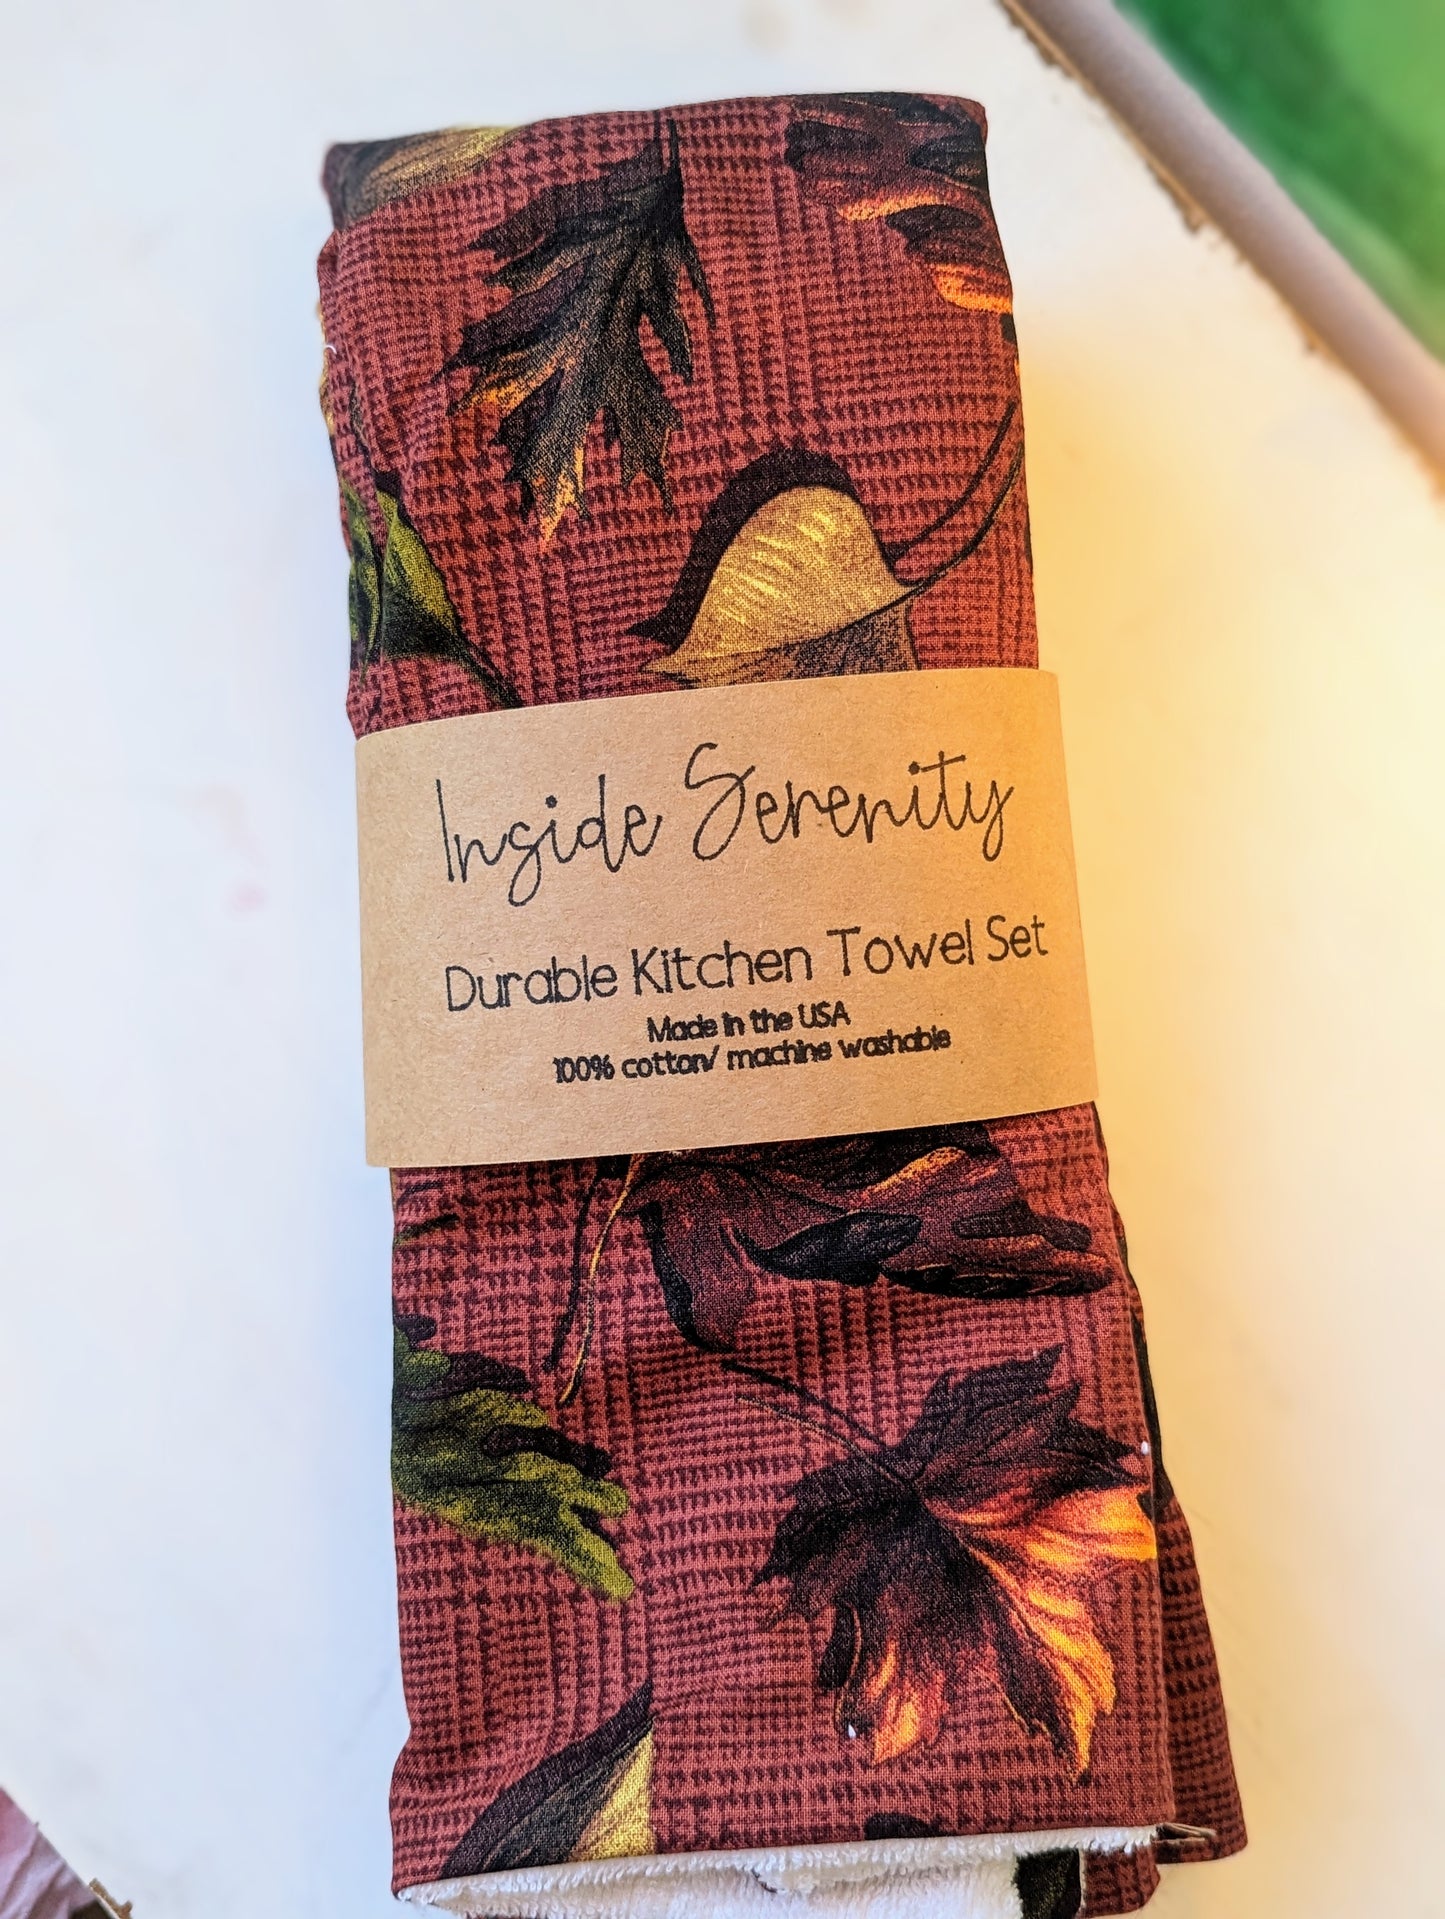 Inside Serenity
Durable Kitchen Towel Set
Made in the USA
100% cotton/ machine washable